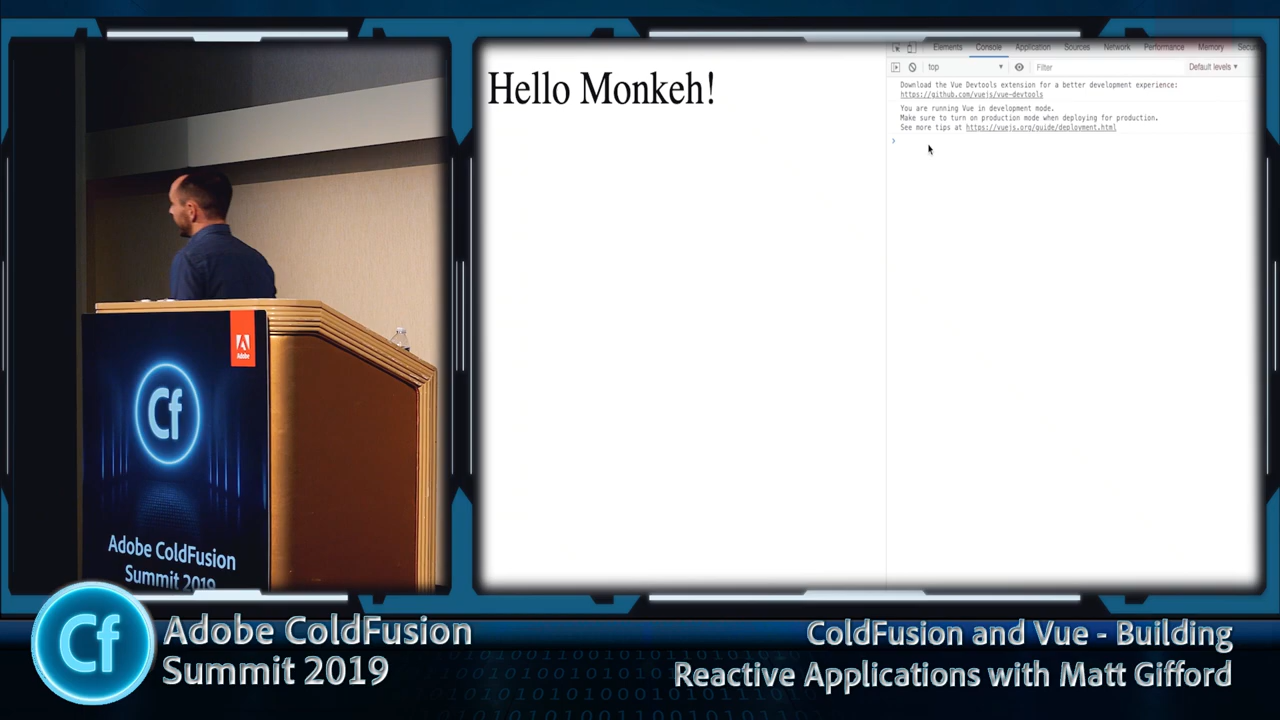 Hello Monkeh!
Elements Console Application Sources Network Performance Memory Secu
top Filter Default levels
Download the Vue Devtools extension for a better development experience:
https://github.com/vuejs/vue-devtools
You are running Vue in development mode.
Make sure to turn on production mode when deploying for production.
See more tips at https://vuejs.org/guide/deployment.html
Adobe
Cf
Adobe ColdFusion
Summit 2019
Cf
Adobe ColdFusion
Summit 2019
ColdFusion and Vue - Building
Reactive Applications with Matt Gifford